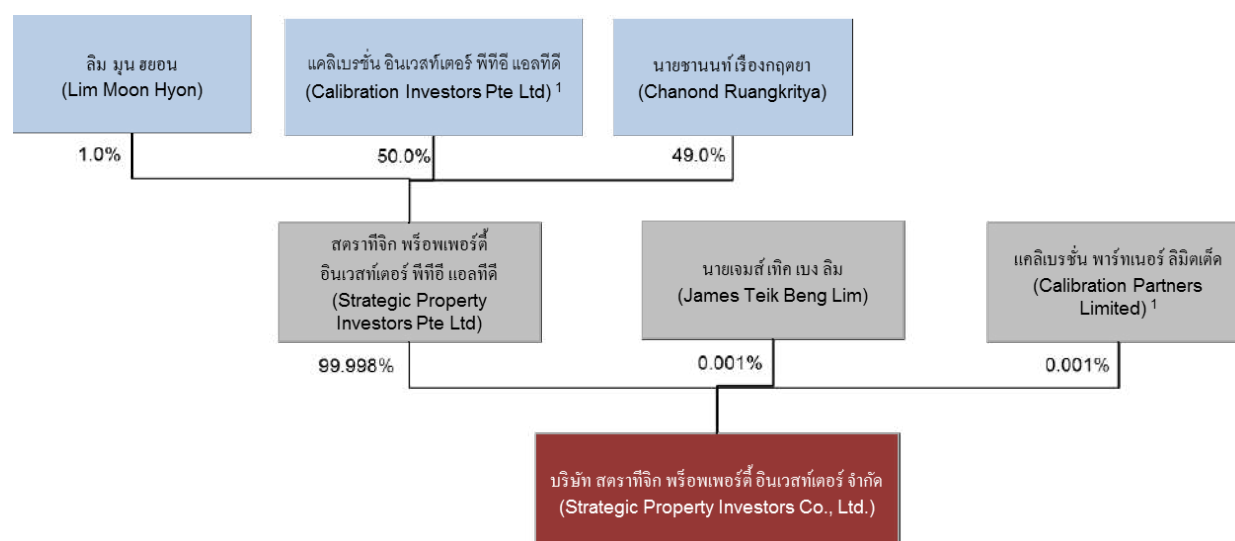 ลิม มุน ฮยอน
(Lim Moon Hyon)
แคลิเบรชั่น อินเวสท์เตอร์ พีทีอี แอลทีดี
(Calibration Investors Pte Ltd) 1
นายชานนท์ เรืองกฤตยา
(Chanond Ruangkritya)
1.0%
50.0%
49.0%
สตราทีจิก พร็อพเพอร์ตี้
อินเวสท์เตอร์ พีทีอี แอลทีดี
(Strategic Property
Investors Pte Ltd)
นายเจมส์ เทิค เบง ลิม
(James Teik Beng Lim)
แคลิเบรชั่น พาร์ทเนอร์ ลิมิตเต็ด
(Calibration Partners
Limited) 1
99.998%
0.001%
0.001%
บริษัท สตราทีจิก พร็อพเพอร์ตี้ อินเวสท์เตอร์ จำกัด
(Strategic Property Investors Co., Ltd.)